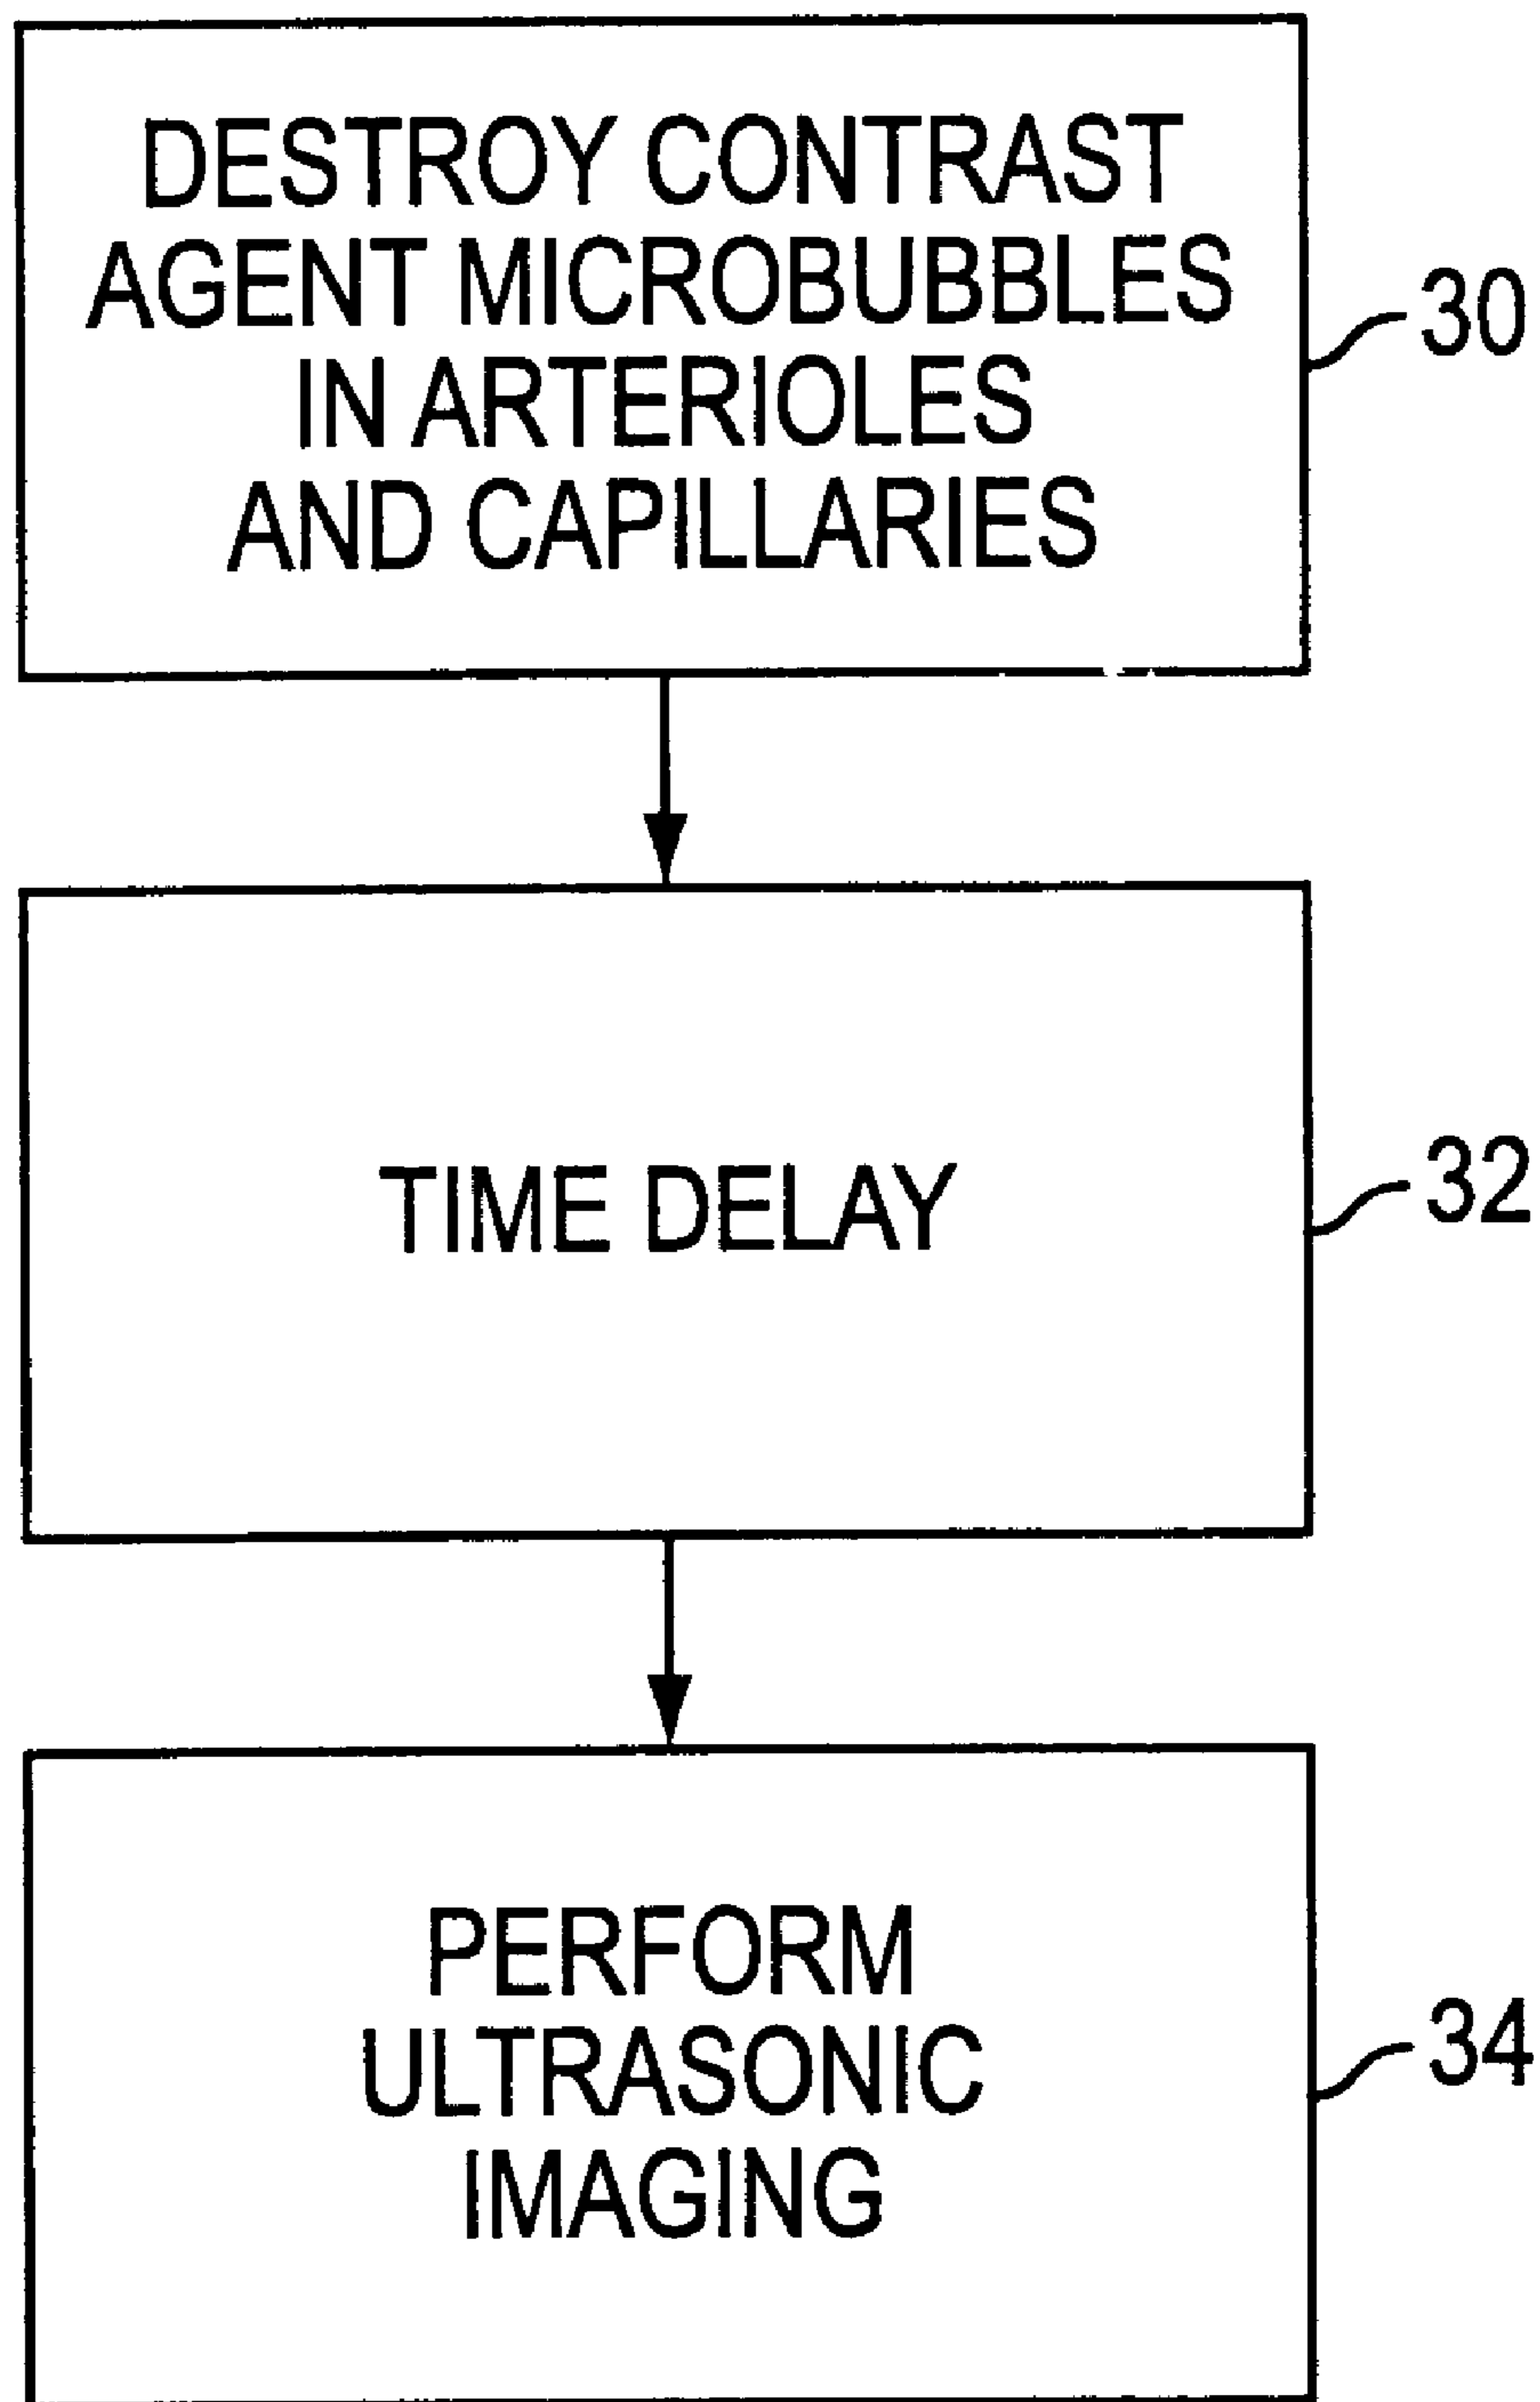 DESTROY CONTRAST
AGENT MICROBUBBLES
IN ARTERIOLES
AND CAPILLARIES
30
TIME DELAY
32
PERFORM
ULTRASONIC
IMAGING
34